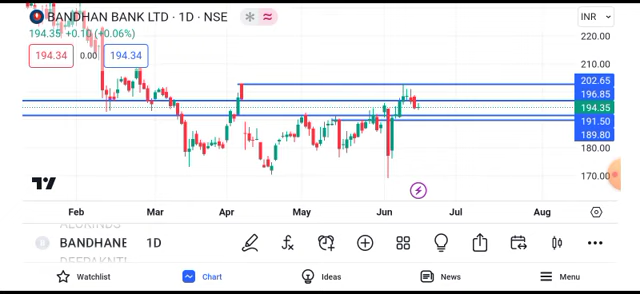 BANDHAN BANK LTD · 1D · NSE
INR
194.35 +0.10 (+0.06%)
194.34 0.00 194.34
220.00
210.00
202.65
196.85
194.35
191.50
189.80
180.00
170.00
Feb Mar Apr May Jun Jul Aug
BANDHANE 1D
Watchlist Chart Ideas News Menu